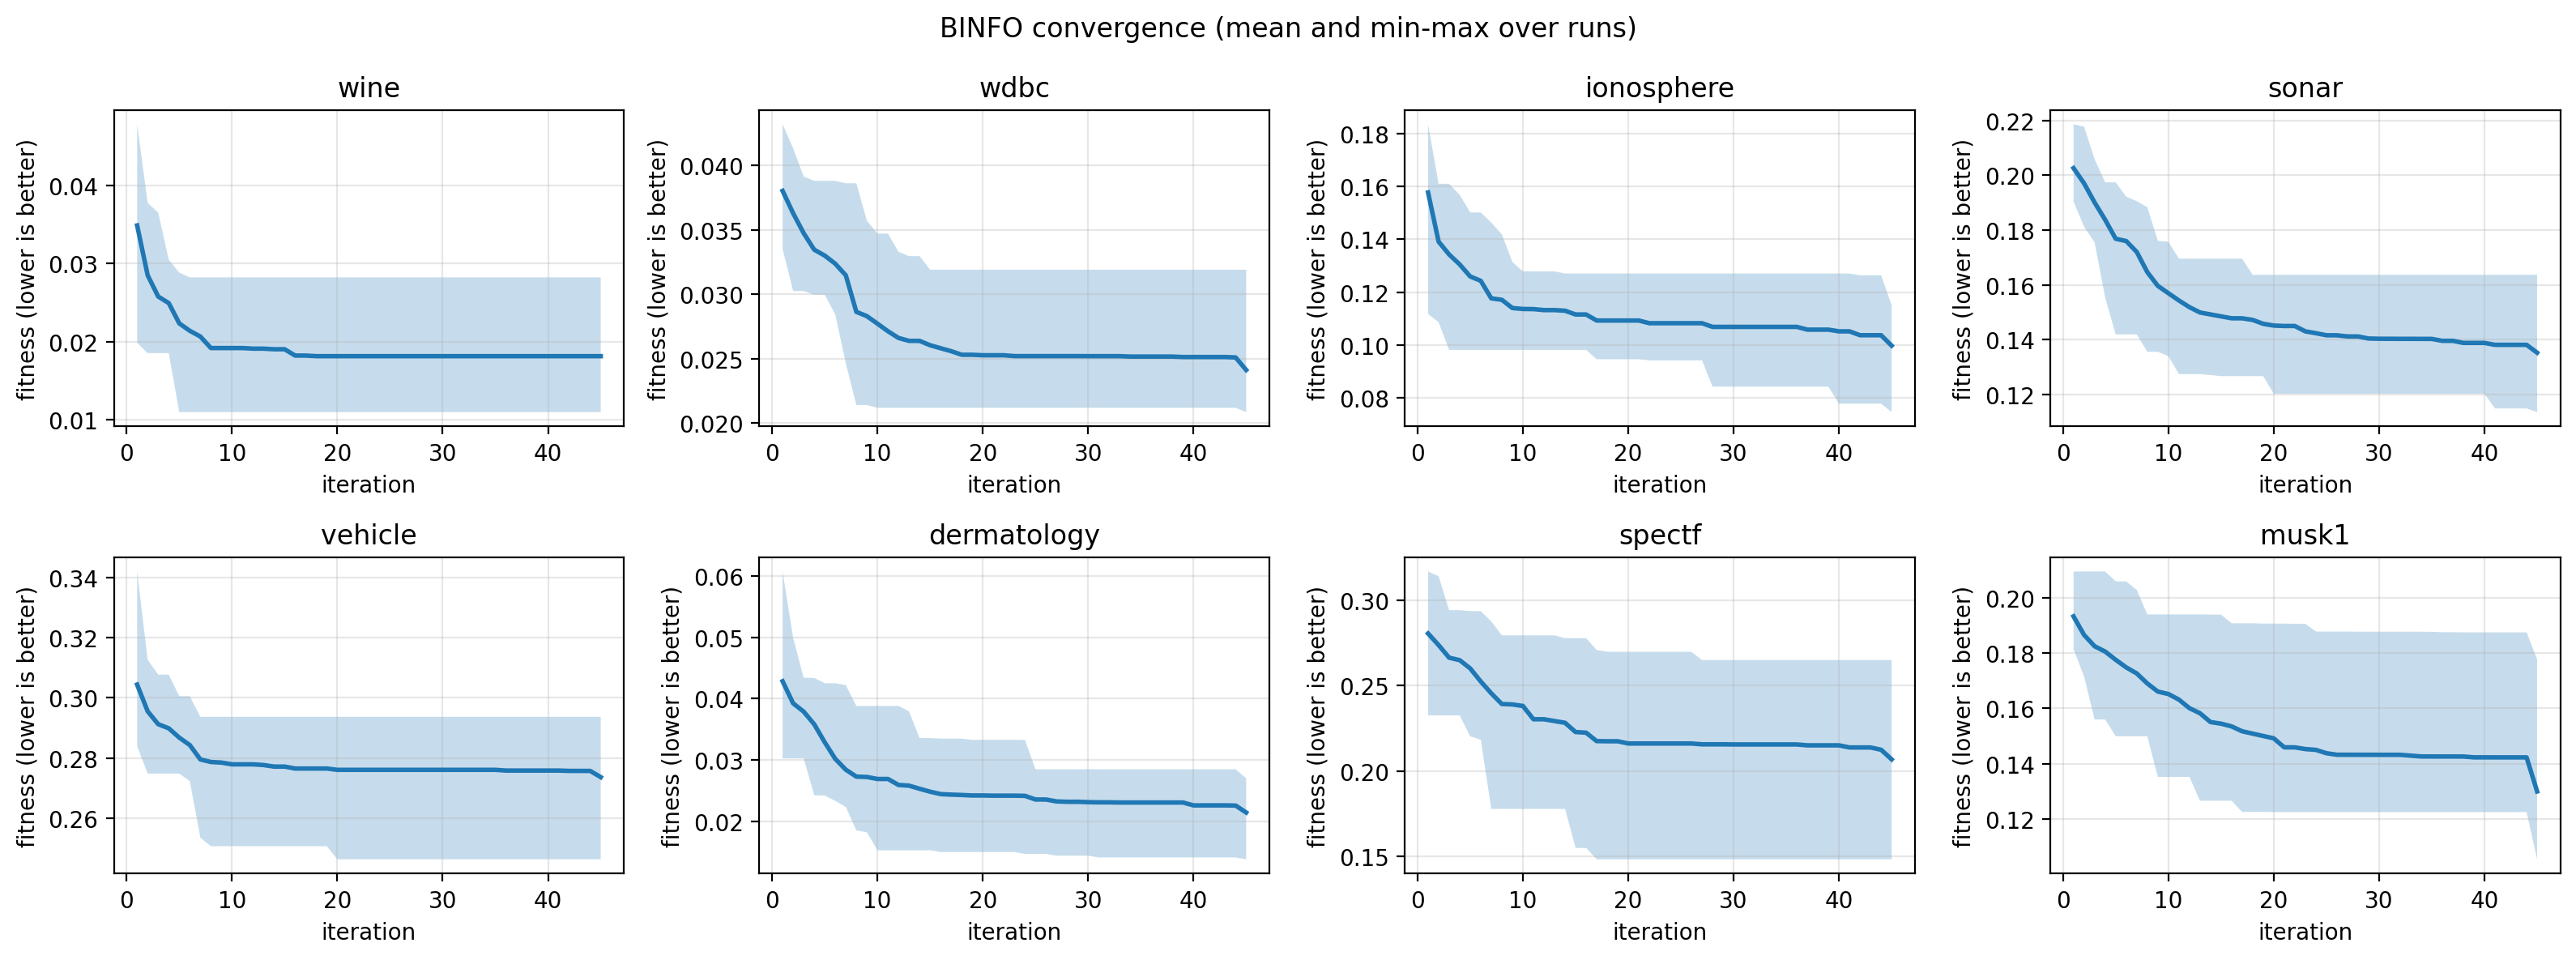 BINFO convergence (mean and min-max over runs)
wine
fitness (lower is better)
0.04
0.03
0.02
0.01
0 10 20 30 40
iteration
wdbc
fitness (lower is better)
0.040
0.035
0.030
0.025
0.020
0 10 20 30 40
iteration
ionosphere
fitness (lower is better)
0.18
0.16
0.14
0.12
0.10
0.08
0 10 20 30 40
iteration
sonar
fitness (lower is better)
0.22
0.20
0.18
0.16
0.14
0.12
0 10 20 30 40
iteration
vehicle
fitness (lower is better)
0.34
0.32
0.30
0.28
0.26
0 10 20 30 40
iteration
dermatology
fitness (lower is better)
0.06
0.05
0.04
0.03
0.02
0 10 20 30 40
iteration
spectf
fitness (lower is better)
0.30
0.25
0.20
0.15
0 10 20 30 40
iteration
musk1
fitness (lower is better)
0.20
0.18
0.16
0.14
0.12
0 10 20 30 40
iteration